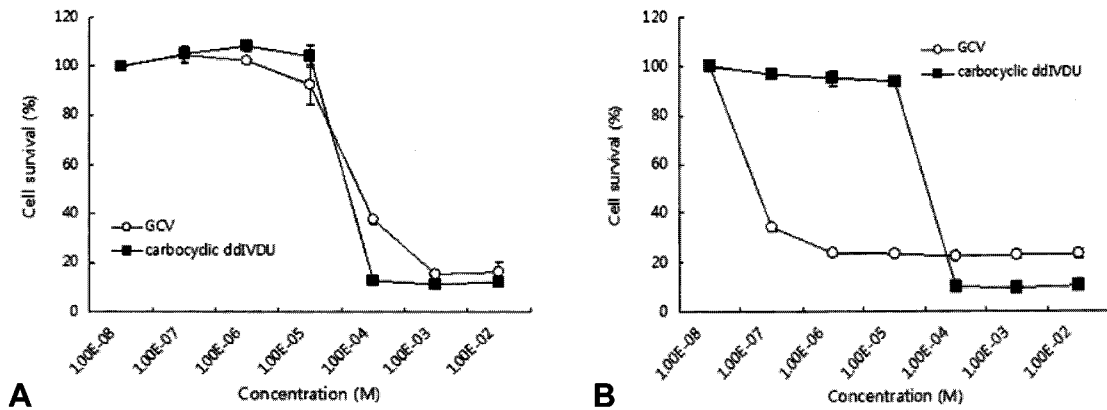 120
100
80
60
40
20
0
Cell survival (%)
GCV
carbocyclic ddIVDU
1.00E-08
1.00E-07
1.00E-06
1.00E-05
1.00E-04
1.00E-03
1.00E-02
Concentration (M)
A
120
100
80
60
40
20
0
Cell survival (%)
GCV
carbocyclic ddIVDU
1.00E-08
1.00E-07
1.00E-06
1.00E-05
1.00E-04
1.00E-03
1.00E-02
Concentration (M)
B